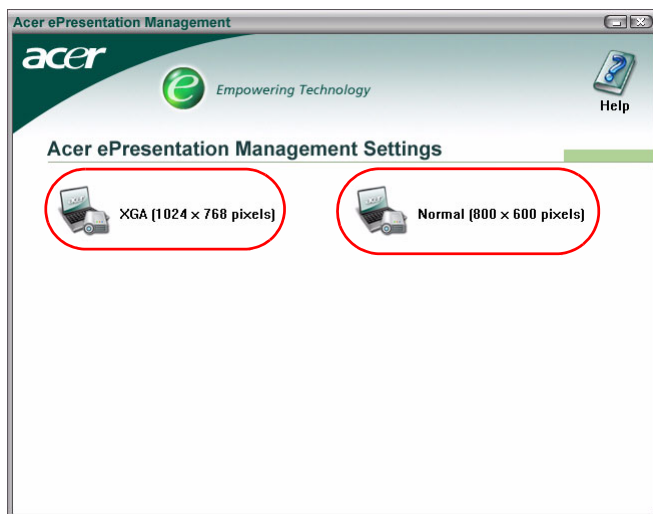 Acer ePresentation Management
acer
e
Empowering Technology
?
Help
Acer ePresentation Management Settings
XGA (1024 x 768 pixels)
Normal (800 x 600 pixels)